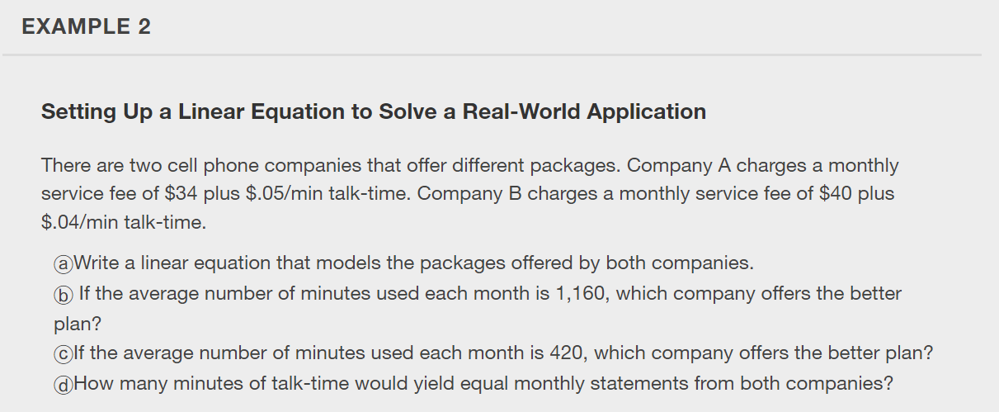 EXAMPLE 2
Setting Up a Linear Equation to Solve a Real-World Application
There are two cell phone companies that offer different packages. Company A charges a monthly
service fee of $34 plus $.05/min talk-time. Company B charges a monthly service fee of $40 plus
$.04/min talk-time.
ⓐWrite a linear equation that models the packages offered by both companies.
ⓑ If the average number of minutes used each month is 1,160, which company offers the better
plan?
ⓒIf the average number of minutes used each month is 420, which company offers the better plan?
ⓓHow many minutes of talk-time would yield equal monthly statements from both companies?